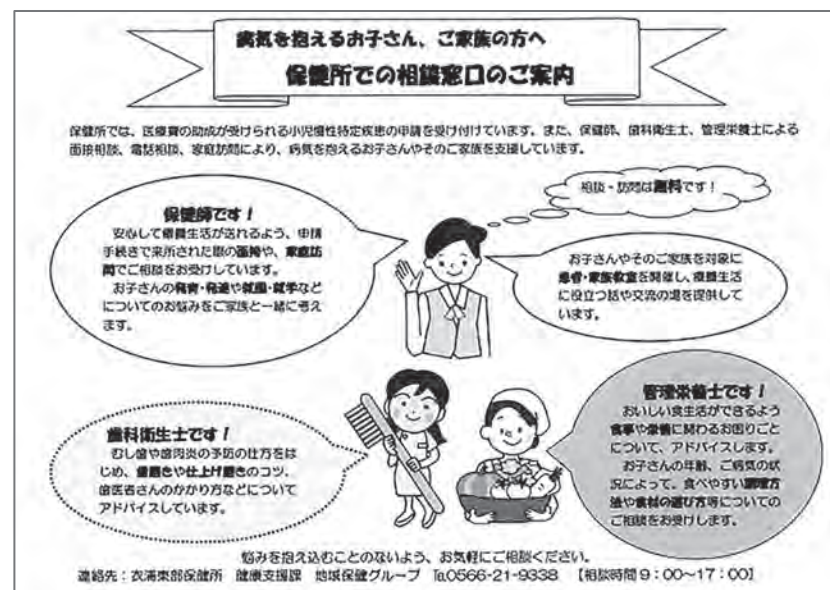 病気を抱えるお子さん、ご家族の方へ
保健所での相談窓口のご案内
保健所では、医療費の助成が受けられる小児慢性特定疾患の申請を受け付けています。また、保健師、歯科衛生士、管理栄養士による
面接相談、電話相談、家庭訪問により、病気を抱えるお子さんやそのご家族を支援しています。
相談・訪問は無料です!
保健師です!
安心して療養生活が送れるよう、申請
手続きで来所された際の面接や、家庭訪
問でご相談をお受けしています。
お子さんの発育・発達や就園・就学など
についてのお悩みをご家族と一緒に考え
ます。
お子さんやそのご家族を対象に
患者・家族教室を開催し、療養生活
に役立つ話や交流の場を提供して
います。
歯科衛生士です!
むし歯や歯肉炎の予防の仕方をは
じめ、歯磨きや仕上げ磨きのコツ、
歯医者さんのかかり方などについて
アドバイスしています。
管理栄養士です!
おいしい食生活ができるよう
食事や栄養に関わるお困りごと
について、アドバイスします。
お子さんの年齢、ご病気の状
況によって、食べやすい調理方
法や食材の選び方等についての
ご相談をお受けします。
悩みを抱え込むことのないよう、お気軽にご相談ください。
連絡先:衣浦東部保健所 健康支援課 地域保健グループ ℡0566-21-9338 【相談時間9:00~17:00】